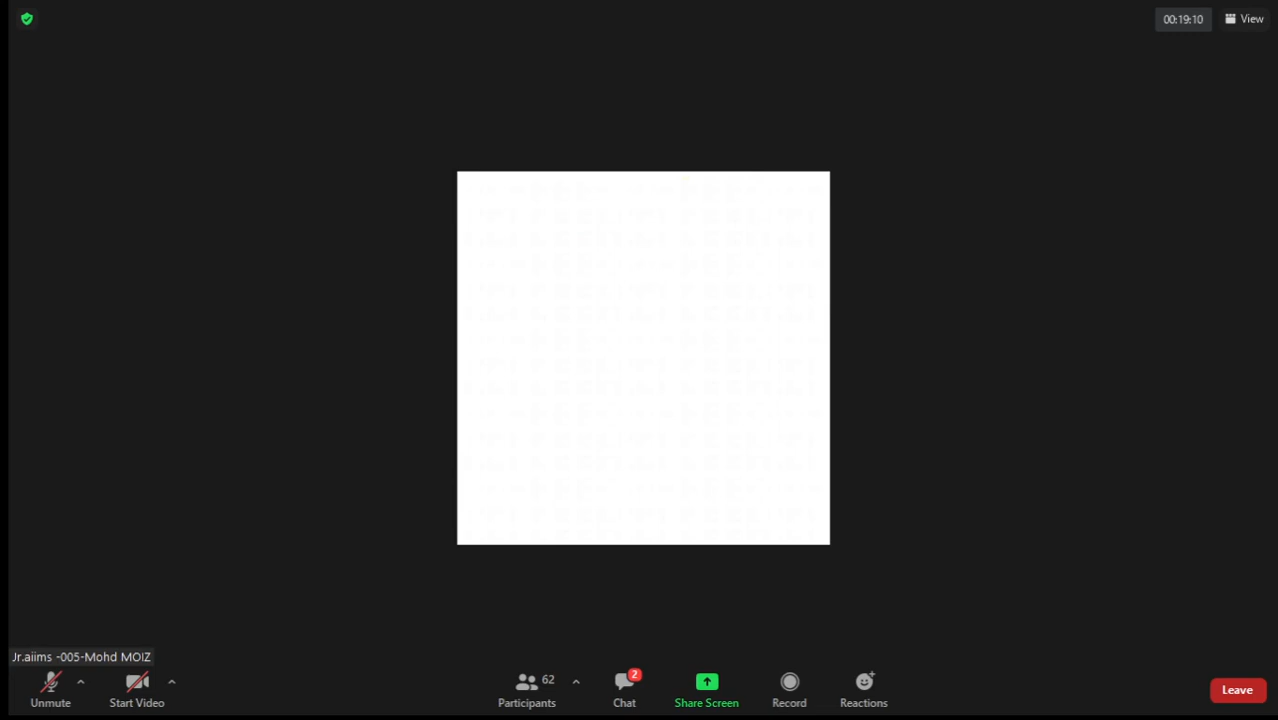 00:19:10
View
Jr.aiims -005-Mohd MOIZ
Unmute
Start Video
62
Participants
2
Chat
Share Screen
Record
Reactions
Leave